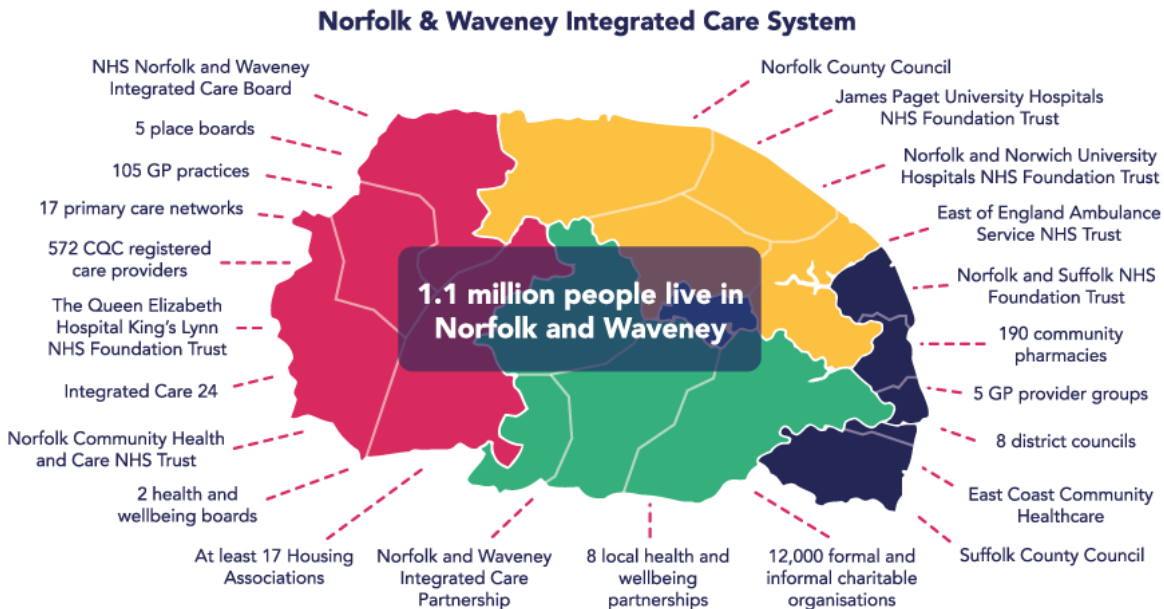 Norfolk & Waveney Integrated Care System
NHS Norfolk and Waveney
Integrated Care Board
5 place boards
105 GP practices
17 primary care networks
572 CQC registered
care providers
The Queen Elizabeth
Hospital King's Lynn
NHS Foundation Trust
Integrated Care 24
Norfolk Community Health
and Care NHS Trust
2 health and
wellbeing boards
At least 17 Housing
Associations
Norfolk and Waveney
Integrated Care
Partnership
8 local health and
wellbeing
partnerships
12,000 formal and
informal charitable
organisations
1.1 million people live in
Norfolk and Waveney
Norfolk County Council
James Paget University Hospitals
NHS Foundation Trust
Norfolk and Norwich University
Hospitals NHS Foundation Trust
East of England Ambulance
Service NHS Trust
Norfolk and Suffolk NHS
Foundation Trust
190 community
pharmacies
5 GP provider groups
8 district councils
East Coast Community
Healthcare
Suffolk County Council